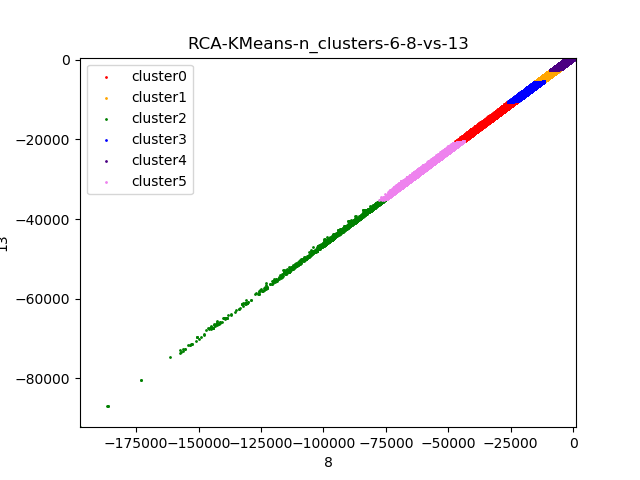 RCA-KMeans-n_clusters-6-8-vs-13
0
−20000
−40000
−60000
−80000
13
cluster0
cluster1
cluster2
cluster3
cluster4
cluster5
−175000 −150000 −125000 −100000 −75000 −50000 −25000 0
8